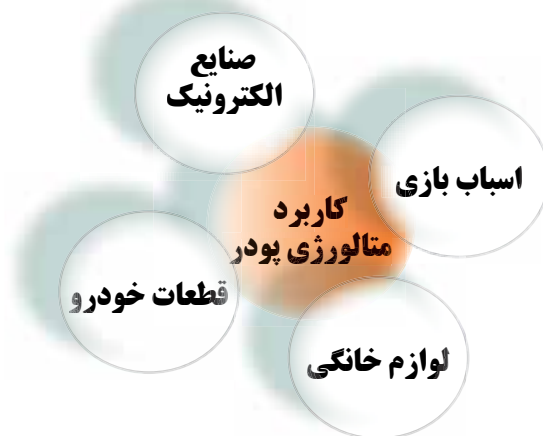 صنایع
الکترونیک
اسباب بازی
کاربرد
متالورژی پودر
قطعات خودرو
لوازم خانگی